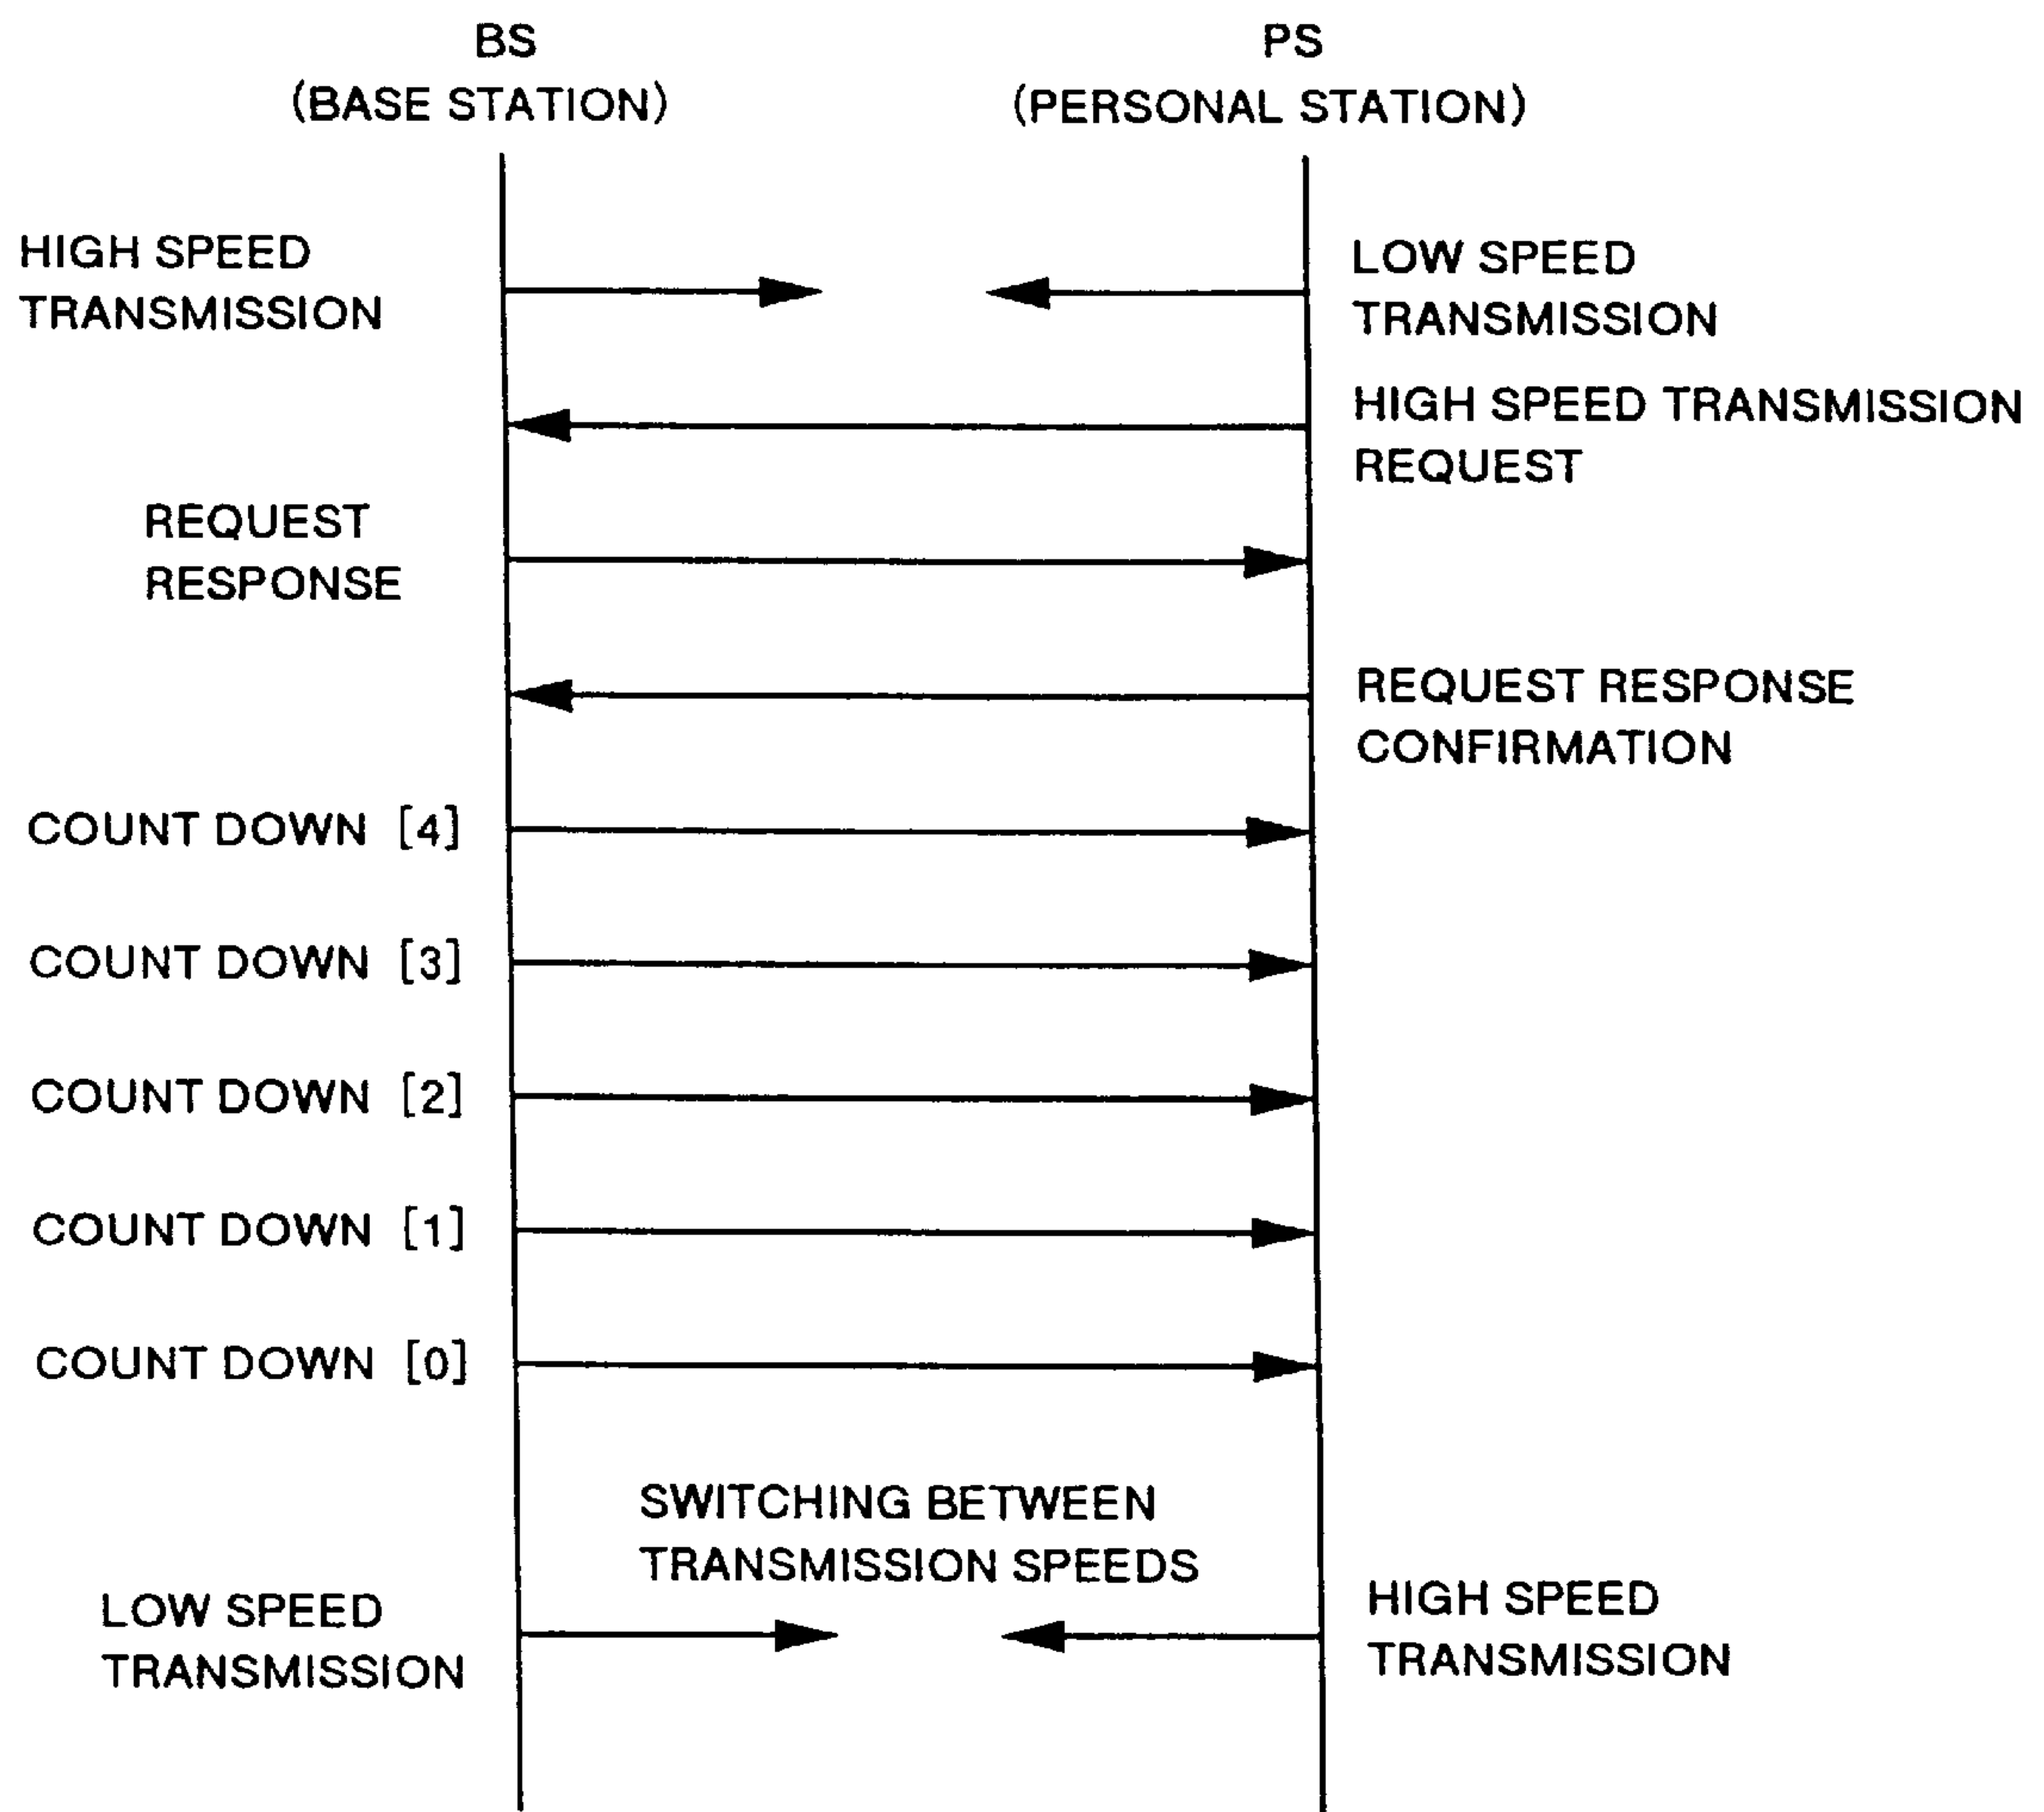 BS
(BASE STATION)
PS
(PERSONAL STATION)
HIGH SPEED
TRANSMISSION
LOW SPEED
TRANSMISSION
HIGH SPEED TRANSMISSION
REQUEST
REQUEST
RESPONSE
REQUEST RESPONSE
CONFIRMATION
COUNT DOWN [4]
COUNT DOWN [3]
COUNT DOWN [2]
COUNT DOWN [1]
COUNT DOWN [0]
SWITCHING BETWEEN
TRANSMISSION SPEEDS
LOW SPEED
TRANSMISSION
HIGH SPEED
TRANSMISSION